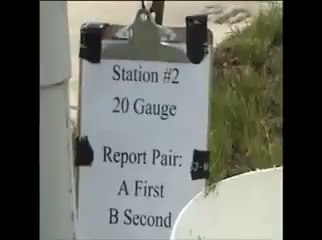 Station #2
20 Gauge
Report Pair:
A First
B Second